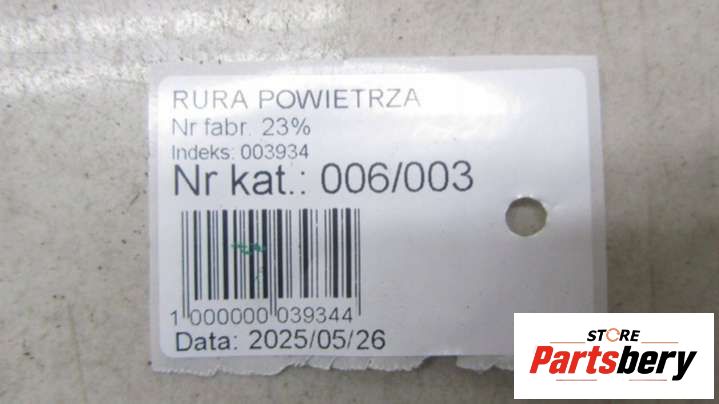 RURA POWIETRZA
Nr fabr. 23%
Indeks: 003934
Nr kat.: 006/003
1 000000 039344
Data: 2025/05/26
STORE
Partsbery